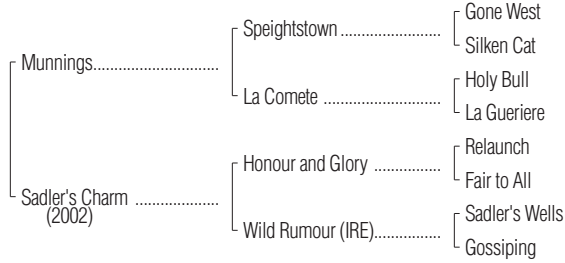 Gone West
Speightstown ........................
Silken Cat
Munnings..............................
Holy Bull
La Comete ............................
La Gueriere
Relaunch
Honour and Glory ................
Fair to All
Sadler's Charm ....................
(2002)
Sadler's Wells
Wild Rumour (IRE)................
Gossiping